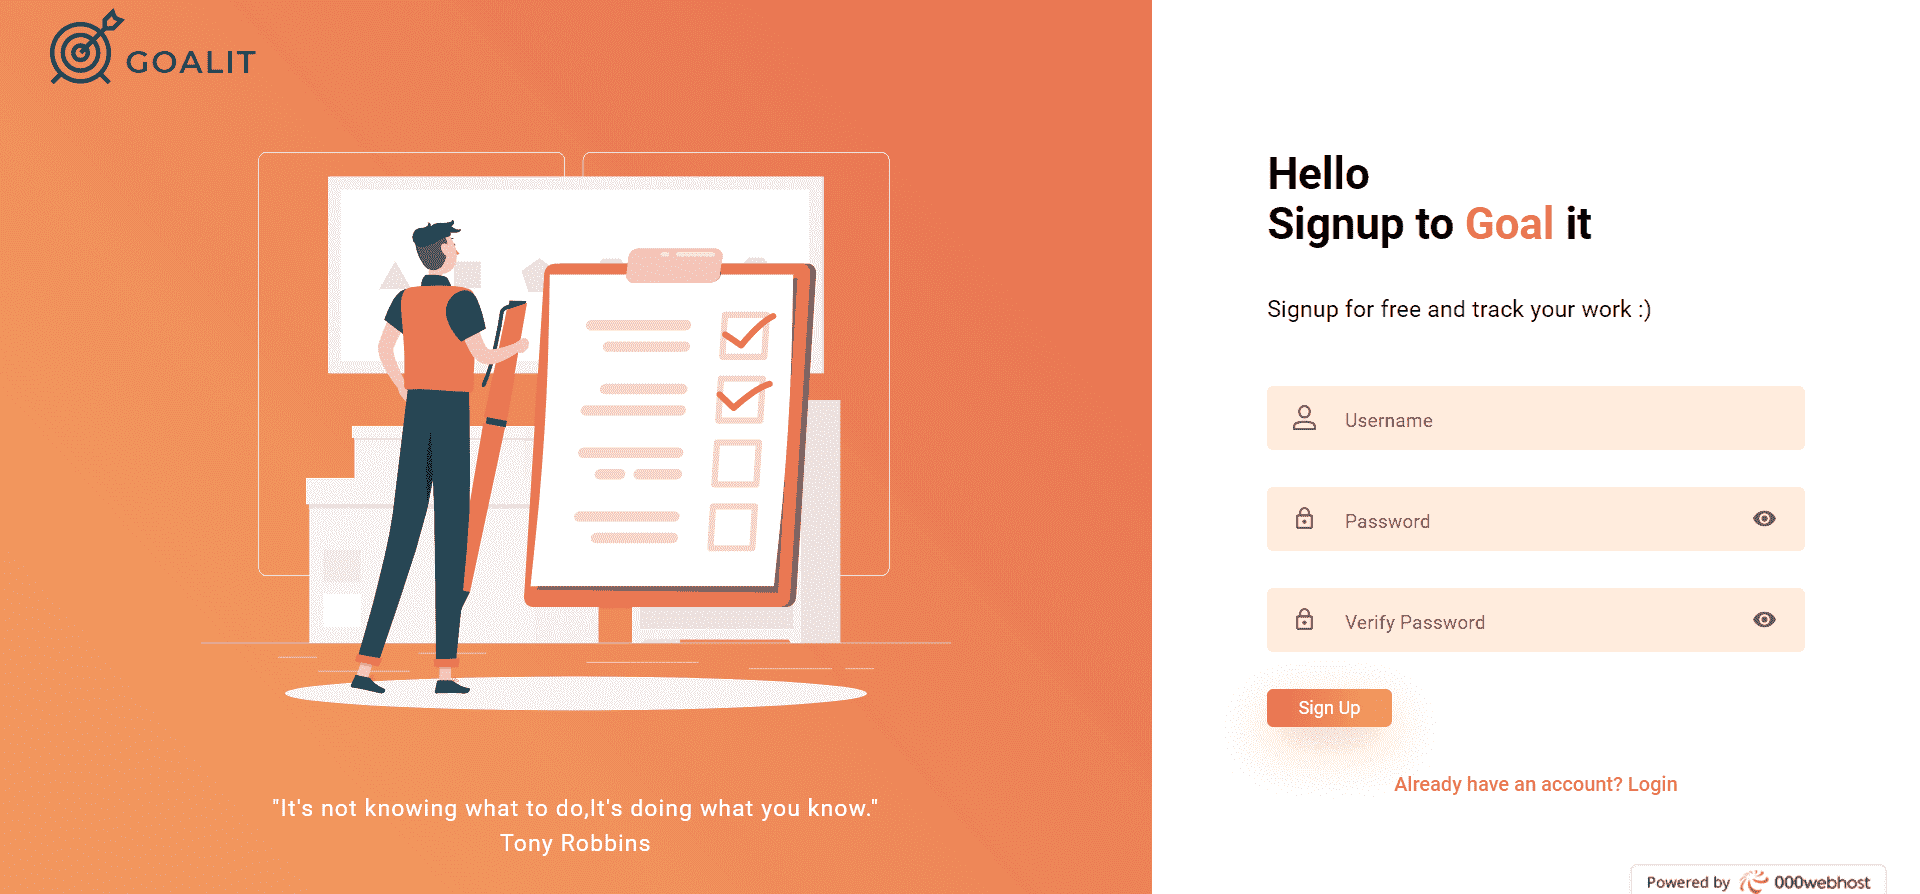 GOALIT
"It's not knowing what to do,It's doing what you know."
Tony Robbins
Hello
Signup to Goal it
Signup for free and track your work :)
Username
Password
Verify Password
Sign Up
Already have an account? Login
Powered by 000webhost